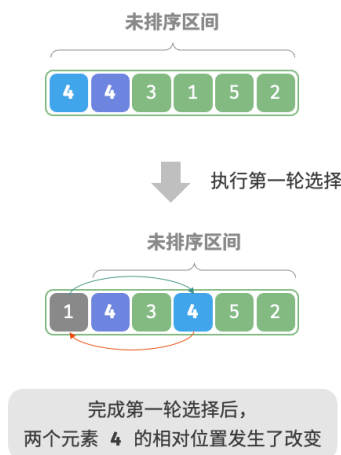 未排序区间
4 4 3 1 5 2
执行第一轮选择
未排序区间
1 4 3 4 5 2
完成第一轮选择后，
两个元素 4 的相对位置发生了改变